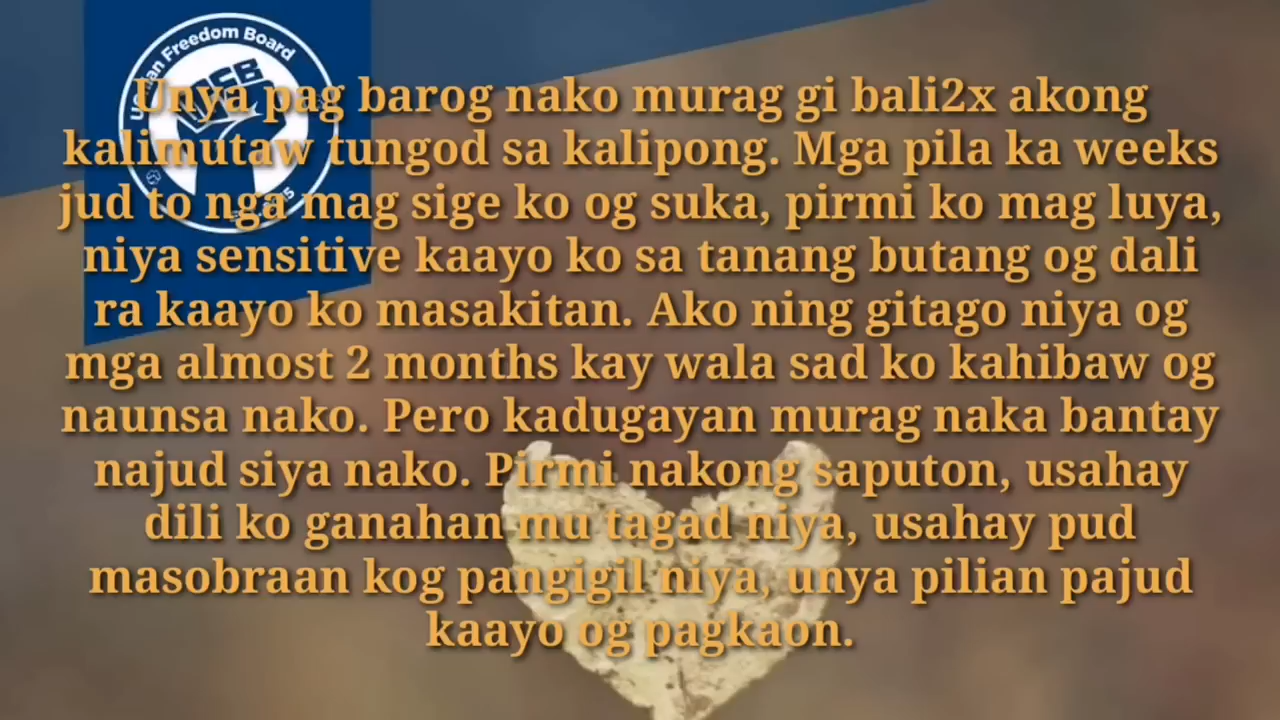 Uonian Freedom Board
Unya pag barog nako murag gi bali2x akong
kalimutaw tungod sa kalipong. Mga pila ka weeks
jud to nga mag sige ko og suka, pirmi ko mag luya,
niya sensitive kaayo ko sa tanang butang og dali
ra kaayo ko masakitan. Ako ning gitago niya og
mga almost 2 months kay wala sad ko kahibaw og
naunsa nako. Pero kadugayan murag naka bantay
najud siya nako. Pirmi nakong saputon, usahay
dili ko ganahan mu tagad niya, usahay pud
masobraan kog pangigil niya, unya pilian pajud
kaayo og pagkaon.